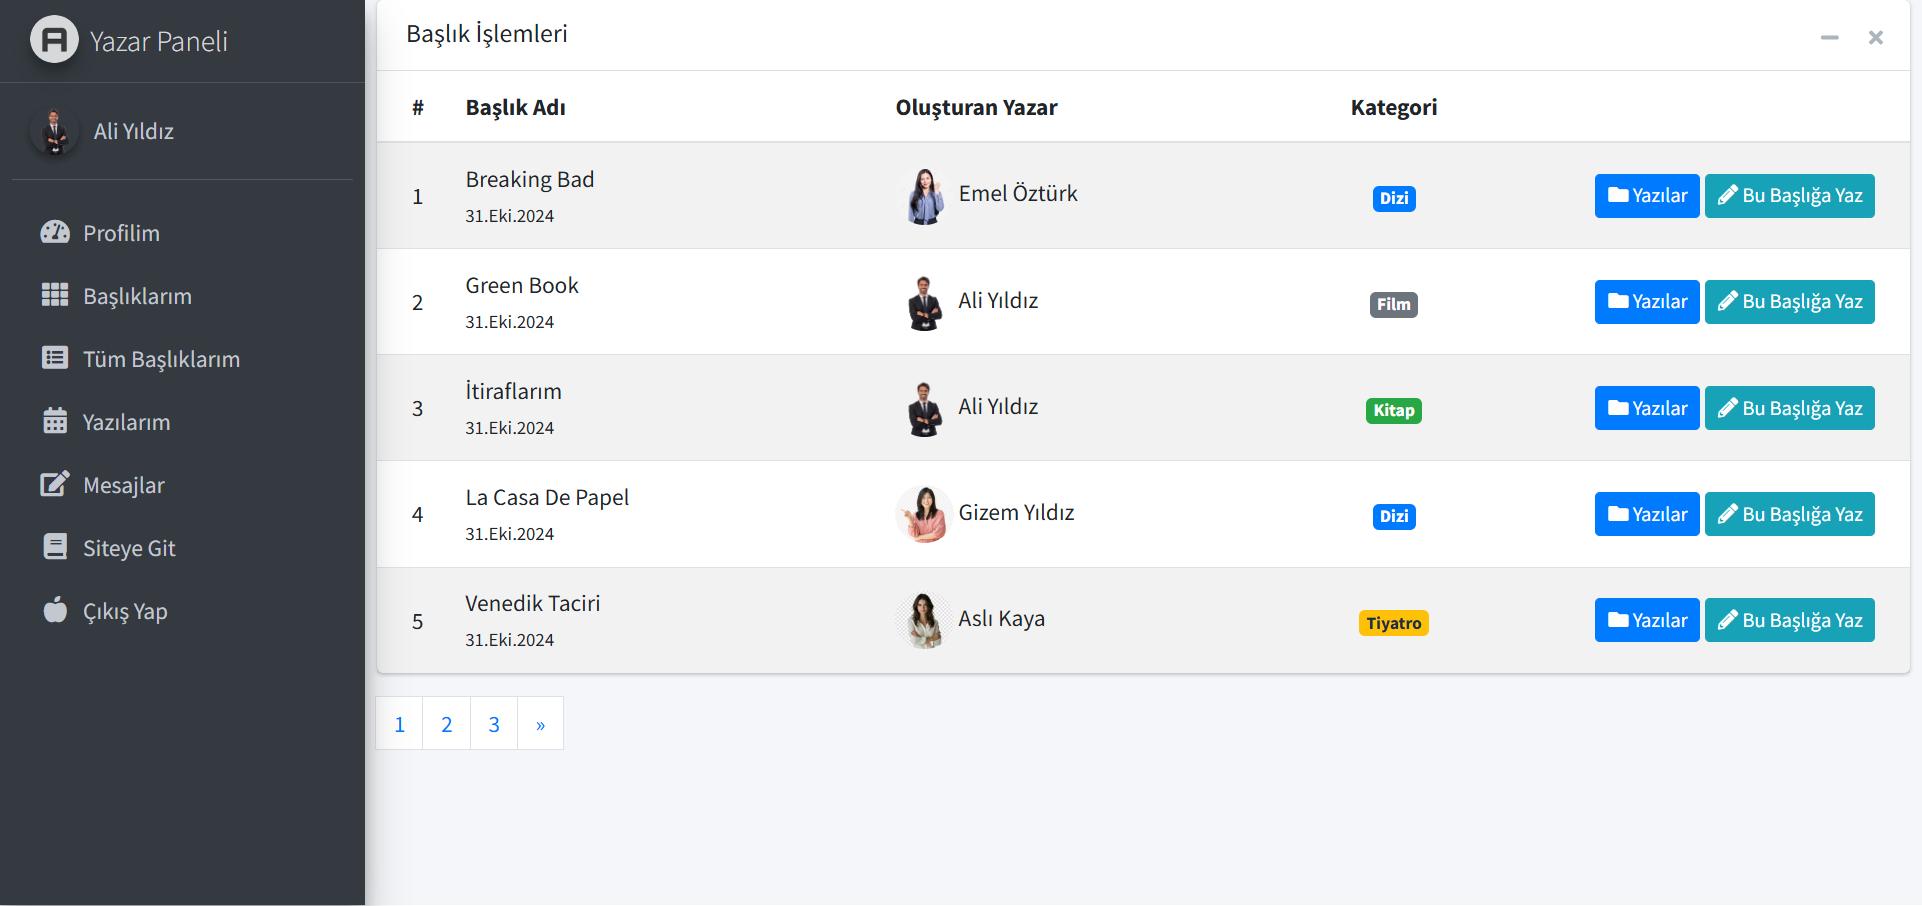 Yazar Paneli
Ali Yıldız
Profilim
Başlıklarım
Tüm Başlıklarım
Yazılarım
Mesajlar
Siteye Git
Çıkış Yap
Başlık İşlemleri
# Başlık Adı Oluşturan Yazar Kategori
1 Breaking Bad 31.Eki.2024 Emel Öztürk Dizi Yazılar Bu Başlığa Yaz
2 Green Book 31.Eki.2024 Ali Yıldız Film Yazılar Bu Başlığa Yaz
3 İtiraflarım 31.Eki.2024 Ali Yıldız Kitap Yazılar Bu Başlığa Yaz
4 La Casa De Papel 31.Eki.2024 Gizem Yıldız Dizi Yazılar Bu Başlığa Yaz
5 Venedik Taciri 31.Eki.2024 Aslı Kaya Tiyatro Yazılar Bu Başlığa Yaz
1 2 3 »